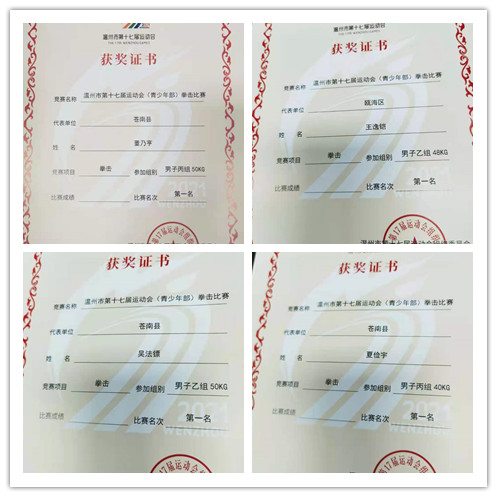 温州市第十七届运动会
获奖证书
竞赛名称 温州市第十七届运动会（青少年部）拳击比赛
代表单位 苍南县
姓 名 董乃亨
竞赛项目 拳击 参加组别 男子丙组 50KG
比赛成绩 比赛名次 第一名
温州市第十七届运动会
获奖证书
竞赛名称 温州市第十七届运动会（青少年部）拳击比赛
代表单位 瓯海区
姓 名 王逸铠
竞赛项目 拳击 参加组别 男子乙组 48KG
比赛成绩 比赛名次 第一名
获奖证书
竞赛名称 温州市第十七届运动会（青少年部）拳击比赛
代表单位 苍南县
姓 名 吴法镖
竞赛项目 拳击 参加组别 男子乙组 50KG
比赛成绩 比赛名次 第一名
2021
WENZHOU
获奖证书
竞赛名称 温州市第十七届运动会（青少年部）拳击比赛
代表单位 苍南县
姓 名 夏俭宇
竞赛项目 拳击 参加组别 男子丙组 40KG
比赛成绩 比赛名次 第一名